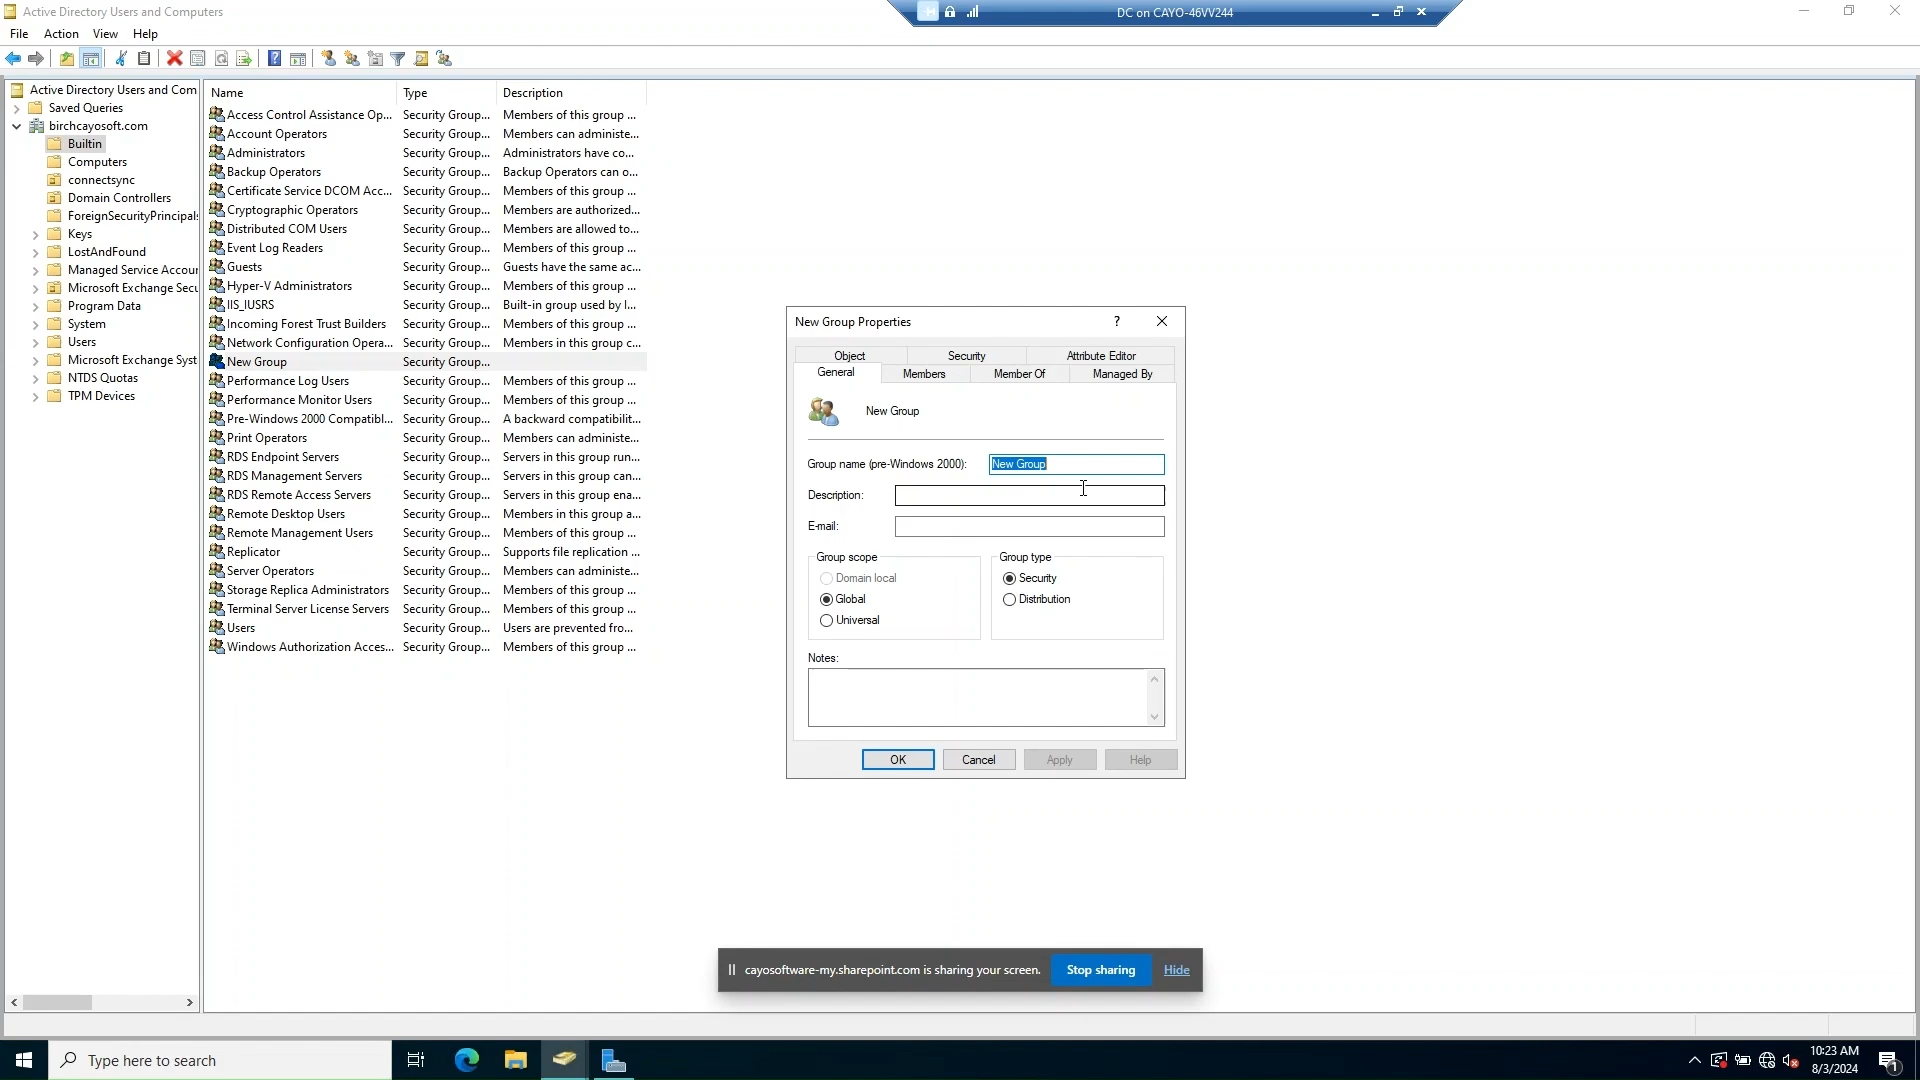 Active Directory Users and Computers
DC on CAYO-46VV244
File Action View Help
Active Directory Users and Com
Saved Queries
birchcayosoft.com
Builtin
Computers
connectsync
Domain Controllers
ForeignSecurityPrincipals
Keys
LostAndFound
Managed Service Accour
Microsoft Exchange Secu
Program Data
System
Users
Microsoft Exchange Syst
NTDS Quotas
TPM Devices
Name Type Description
Access Control Assistance Op... Security Group... Members of this group ...
Account Operators Security Group... Members can administe...
Administrators Security Group... Administrators have co...
Backup Operators Security Group... Backup Operators can o...
Certificate Service DCOM Acc... Security Group... Members of this group ...
Cryptographic Operators Security Group... Members are authorized...
Distributed COM Users Security Group... Members are allowed to...
Event Log Readers Security Group... Members of this group ...
Guests Security Group... Guests have the same ac...
Hyper-V Administrators Security Group... Members of this group ...
IIS_IUSRS Security Group... Built-in group used by I...
Incoming Forest Trust Builders Security Group... Members of this group ...
Network Configuration Opera... Security Group... Members in this group c...
New Group Security Group...
Performance Log Users Security Group... Members of this group ...
Performance Monitor Users Security Group... Members of this group ...
Pre-Windows 2000 Compatibl... Security Group... A backward compatibilit...
Print Operators Security Group... Members can administe...
RDS Endpoint Servers Security Group... Servers in this group run...
RDS Management Servers Security Group... Servers in this group can...
RDS Remote Access Servers Security Group... Servers in this group ena...
Remote Desktop Users Security Group... Members in this group a...
Remote Management Users Security Group... Members of this group ...
Replicator Security Group... Supports file replication ...
Server Operators Security Group... Members can administe...
Storage Replica Administrators Security Group... Members of this group ...
Terminal Server License Servers Security Group... Members of this group ...
Users Security Group... Users are prevented fro...
Windows Authorization Acces... Security Group... Members of this group ...
New Group Properties ?
Object Security Attribute Editor
General Members Member Of Managed By
New Group
Group name (pre-Windows 2000): New Group
Description:
E-mail:
Group scope
Domain local
Global
Universal
Group type
Security
Distribution
Notes:
OK Cancel Apply Help
cayosoftware-my.sharepoint.com is sharing your screen. Stop sharing Hide
Type here to search
10:23 AM
8/3/2024
1